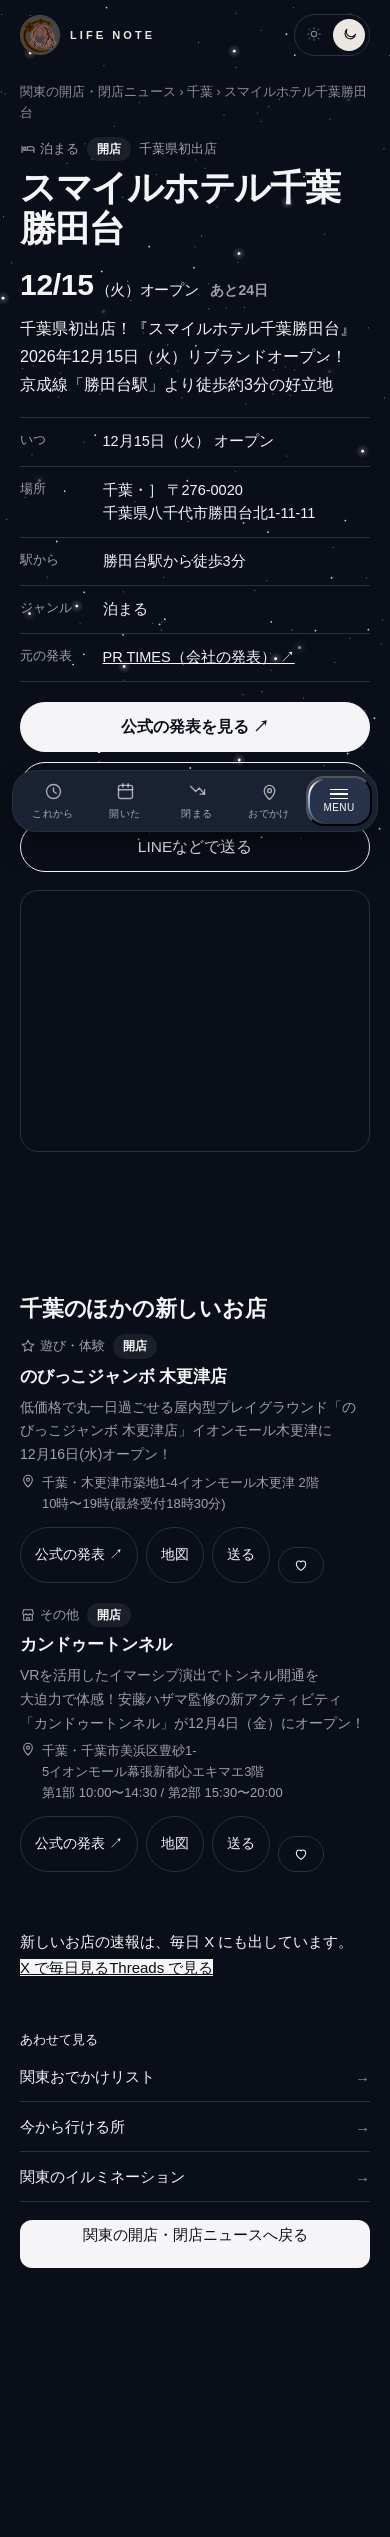 LIFE NOTE
関東の開店・閉店ニュース › 千葉 › スマイルホテル千葉勝田
台
泊まる 開店 千葉県初出店
スマイルホテル千葉
勝田台
12/15（火）オープン あと24日
千葉県初出店！『スマイルホテル千葉勝田台』
2026年12月15日（火）リブランドオープン！
京成線「勝田台駅」より徒歩約3分の好立地
いつ 12月15日（火） オープン
場所 千葉・］ 〒276-0020
千葉県八千代市勝田台北1-11-11
駅から 勝田台駅から徒歩3分
ジャンル 泊まる
元の発表 PR TIMES（会社の発表） ↗
公式の発表を見る ↗
これから 開いた 閉まる おでかけ MENU
LINEなどで送る
千葉のほかの新しいお店
遊び・体験 開店
のびっこジャンボ 木更津店
低価格で丸一日過ごせる屋内型プレイグラウンド「の
びっこジャンボ 木更津店」イオンモール木更津に
12月16日(水)オープン！
千葉・木更津市築地1-4イオンモール木更津 2階
10時〜19時(最終受付18時30分)
公式の発表 ↗ 地図 送る
その他 開店
カンドゥートンネル
VRを活用したイマーシブ演出でトンネル開通を
大迫力で体感！安藤ハザマ監修の新アクティビティ
「カンドゥートンネル」が12月4日（金）にオープン！
千葉・千葉市美浜区豊砂1-
5イオンモール幕張新都心エキマエ3階
第1部 10:00〜14:30 / 第2部 15:30〜20:00
公式の発表 ↗ 地図 送る
新しいお店の速報は、毎日 X にも出しています。
X で毎日見るThreads で見る
あわせて見る
関東おでかけリスト →
今から行ける所 →
関東のイルミネーション →
関東の開店・閉店ニュースへ戻る